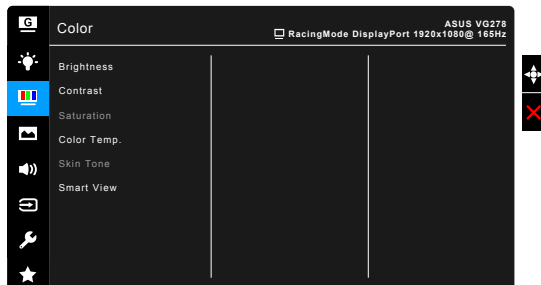 G
Color
ASUS VG278
RacingMode DisplayPort 1920x1080@ 165Hz
Brightness
Contrast
Saturation
Color Temp.
Skin Tone
Smart View